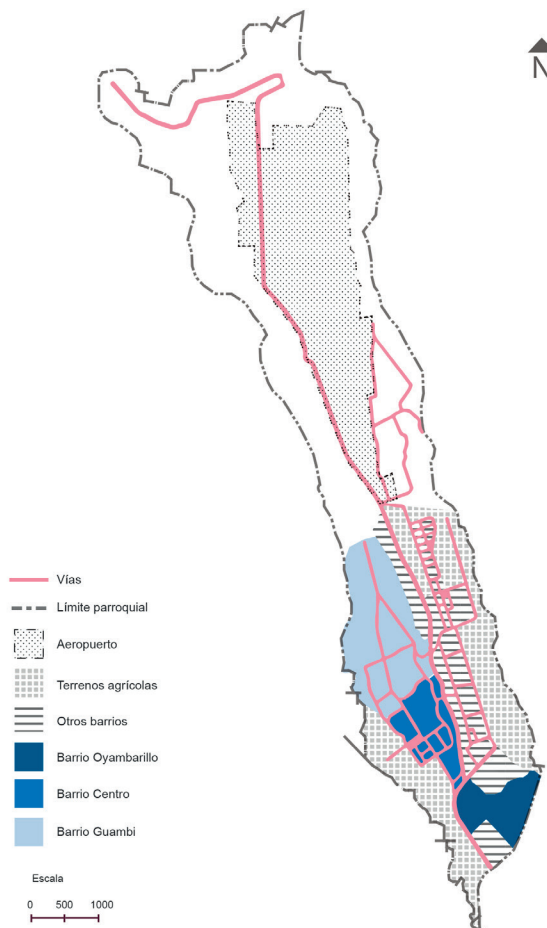 N
Vías
Límite parroquial
Aeropuerto
Terrenos agrícolas
Otros barrios
Barrio Oyambarillo
Barrio Centro
Barrio Guambi
Escala
0 500 1000